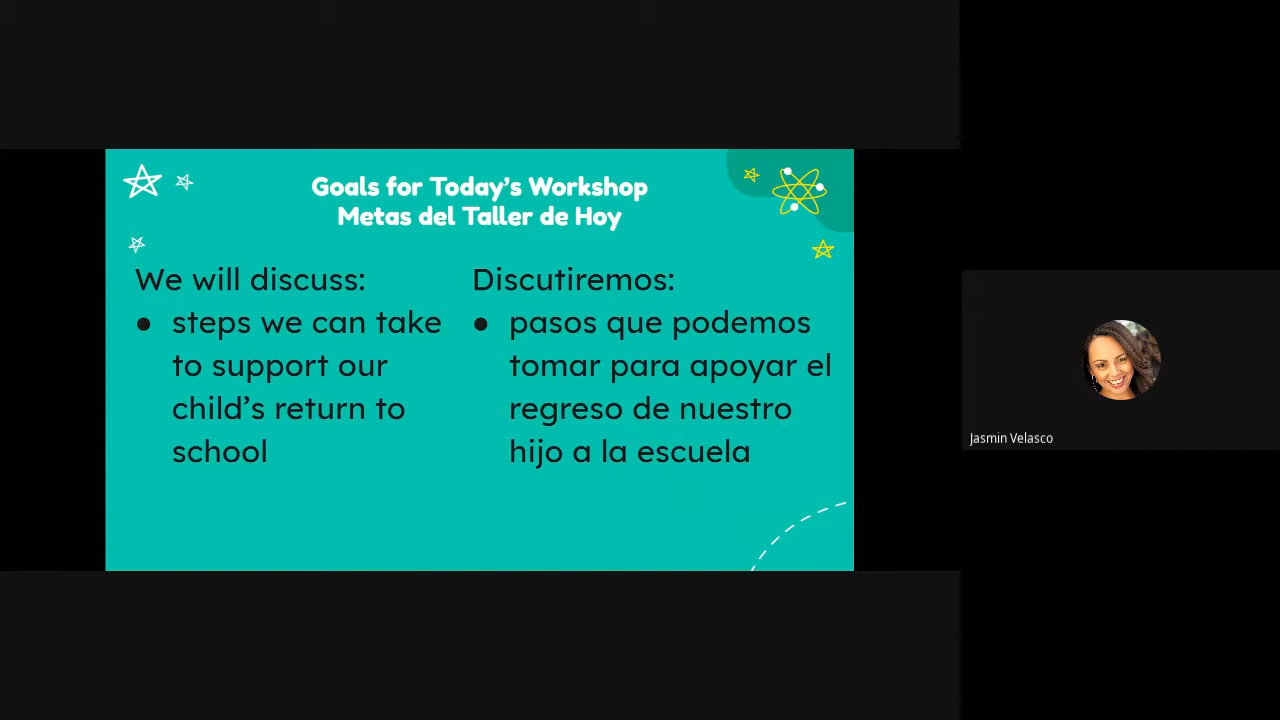 Goals for Today's Workshop
Metas del Taller de Hoy
We will discuss:
● steps we can take
to support our
child's return to
school
Discutiremos:
● pasos que podemos
tomar para apoyar el
regreso de nuestro
hijo a la escuela
Jasmin Velasco